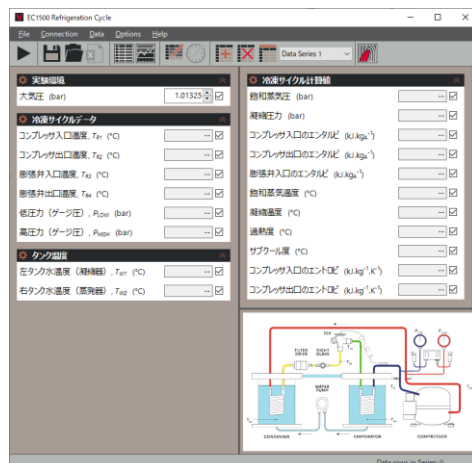 EC1500 Refrigeration Cycle
File Connection Data Options Help
Data Series 1
実験環境
大気圧 (bar) 1.01325
冷凍サイクルデータ
コンプレッサ入口温度, TR1 (°C) --
コンプレッサ出口温度, TR2 (°C) --
膨張弁入口温度, TR3 (°C) --
膨張弁出口温度, TR4 (°C) --
低圧力（ゲージ圧）, PLOW (bar) --
高圧力（ゲージ圧）, PHIGH (bar) --
タンク温度
左タンク水温度（凝縮器）, TW1 (°C) --
右タンク水温度（蒸発器）, TW2 (°C) --
冷凍サイクル計算値
飽和蒸気圧 (bar) --
凝縮圧力 (bar) --
コンプレッサ入口のエンタルピ (kJ.kgA⁻¹) --
コンプレッサ出口のエンタルピ (kJ.kgA⁻¹) --
膨張弁入口のエンタルピ (kJ.kgA⁻¹) --
飽和蒸気温度 (°C) --
凝縮温度 (°C) --
過熱度 (°C) --
サブクール度 (°C) --
コンプレッサ入口のエントロピ (kJ.kg⁻¹.K⁻¹) --
コンプレッサ出口のエントロピ (kJ.kg⁻¹.K⁻¹) --
TEV
FILTER DRIER
SIGHT GLASS
WATER PUMP
CONDENSER
EVAPORATOR
COMPRESSOR
Data rows in Series: 0